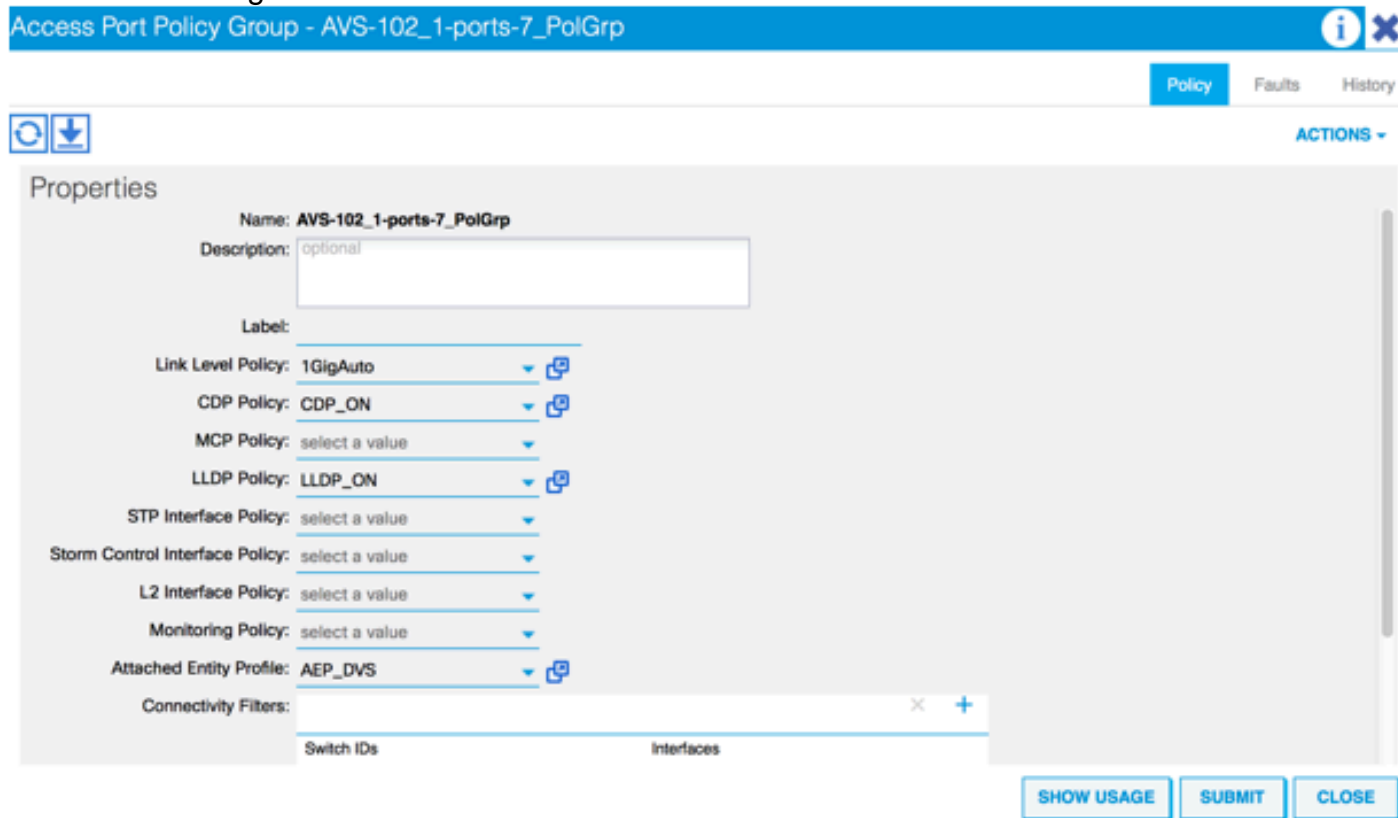 Access Port Policy Group - AVS-102_1-ports-7_PolGrp
Policy Faults History
ACTIONS
Properties
Name: AVS-102_1-ports-7_PolGrp
Description: optional
Label:
Link Level Policy: 1GigAuto
CDP Policy: CDP_ON
MCP Policy: select a value
LLDP Policy: LLDP_ON
STP Interface Policy: select a value
Storm Control Interface Policy: select a value
L2 Interface Policy: select a value
Monitoring Policy: select a value
Attached Entity Profile: AEP_DVS
Connectivity Filters:
Switch IDs Interfaces
SHOW USAGE SUBMIT CLOSE